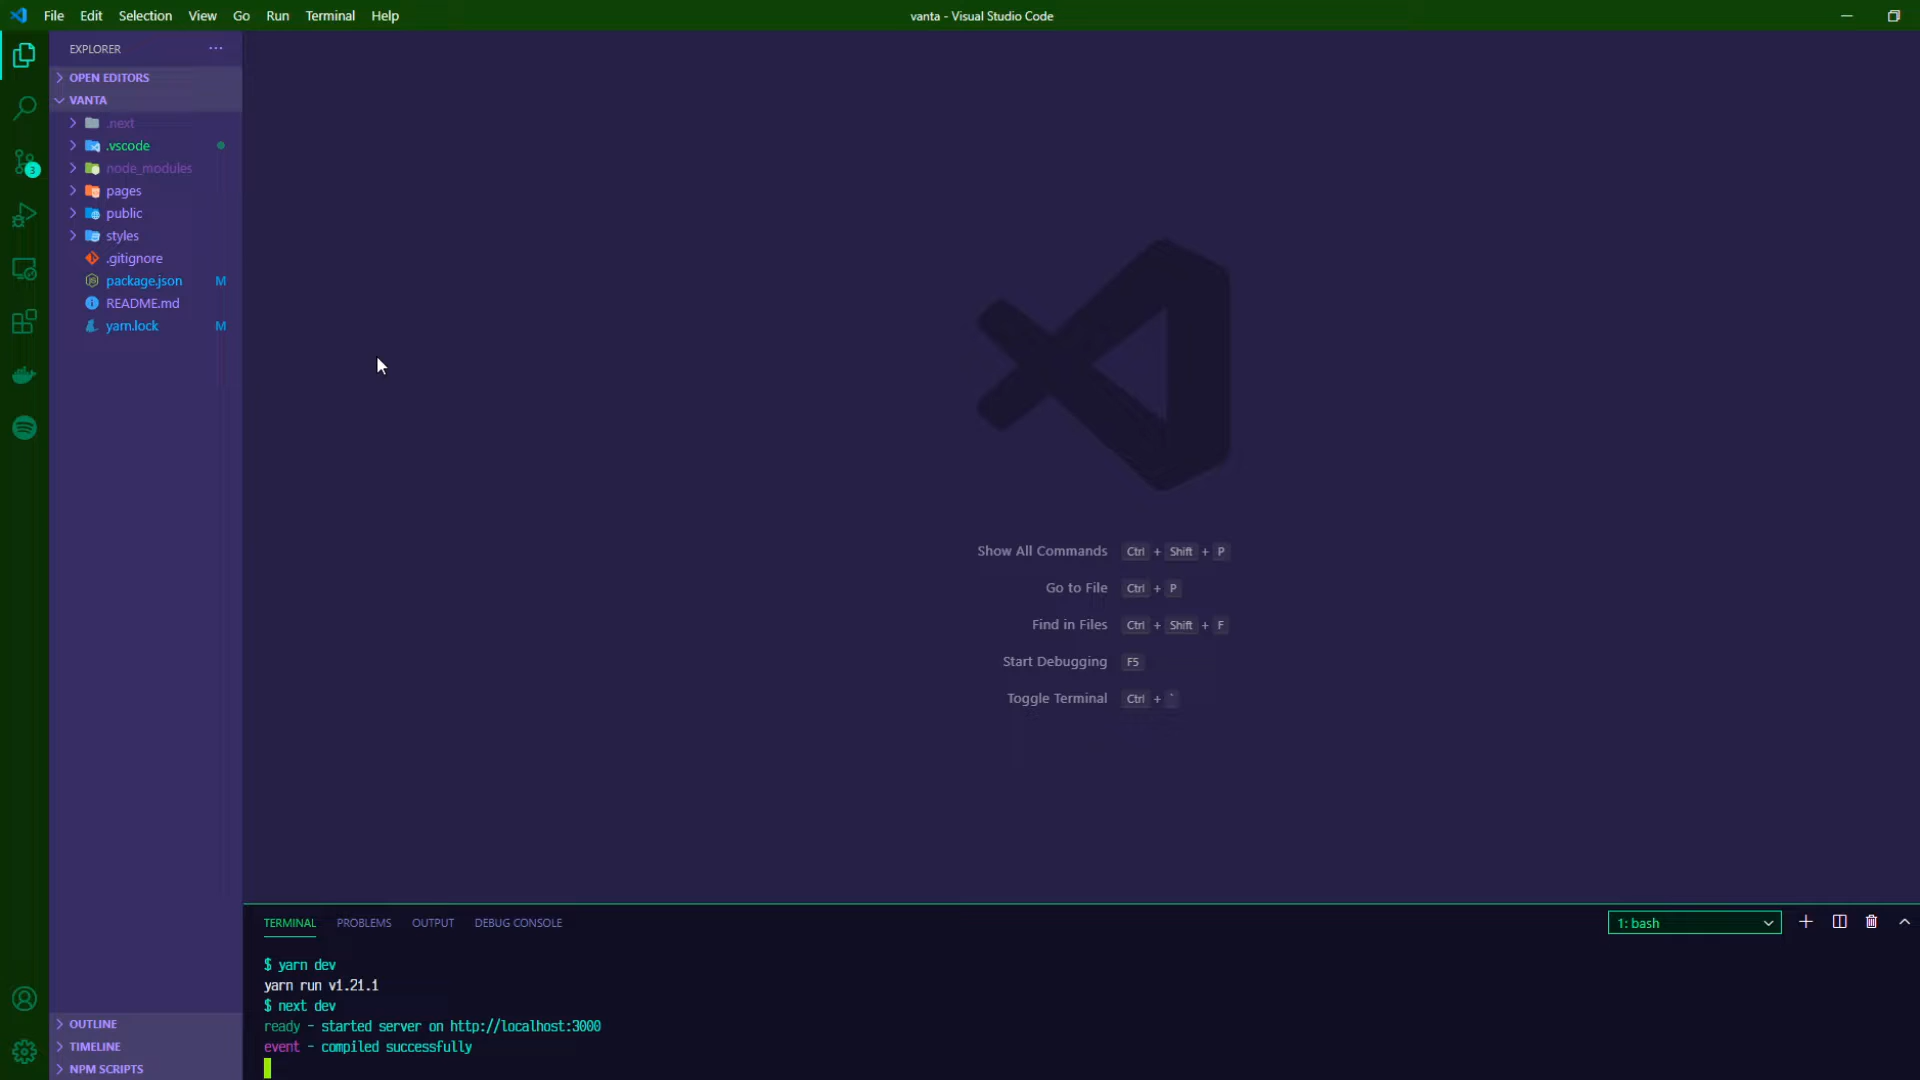 File Edit Selection View Go Run Terminal Help
vanta - Visual Studio Code
EXPLORER
OPEN EDITORS
VANTA
.next
.vscode
node_modules
pages
public
styles
.gitignore
package.json M
README.md
yarn.lock M
3
Show All Commands Ctrl + Shift + P
Go to File Ctrl + P
Find in Files Ctrl + Shift + F
Start Debugging F5
Toggle Terminal Ctrl + `
TERMINAL PROBLEMS OUTPUT DEBUG CONSOLE
1: bash
$ yarn dev
yarn run v1.21.1
$ next dev
ready - started server on http://localhost:3000
event - compiled successfully
OUTLINE
TIMELINE
NPM SCRIPTS